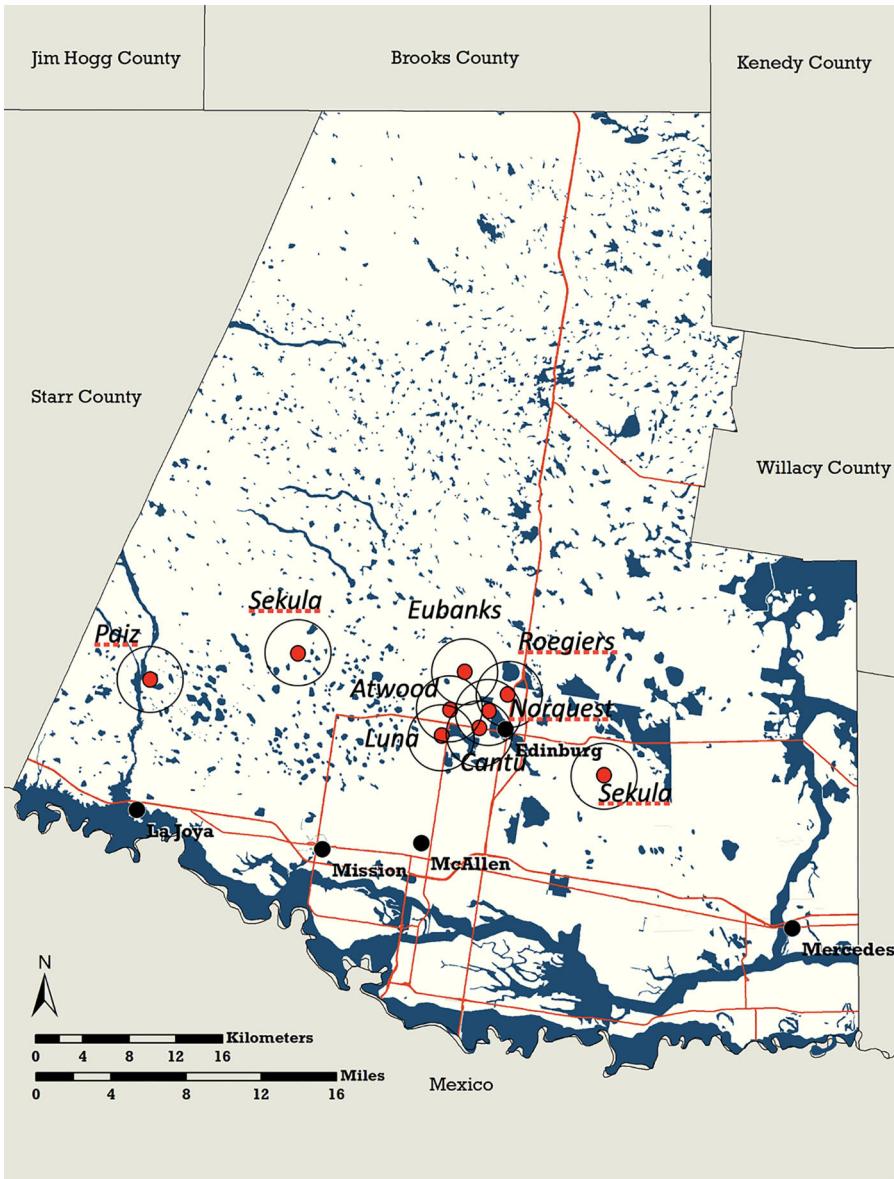 Jim Hogg County
Brooks County
Kenedy County
Starr County
Willacy County
Sekula
Eubanks
Paiz
Roegiers
Atwood
Norquest
Luna
Edinburg
Cantu
Sekula
La Joya
Mission
McAllen
Mercedes
N
Kilometers
0 4 8 12 16
Miles
0 4 8 12 16
Mexico